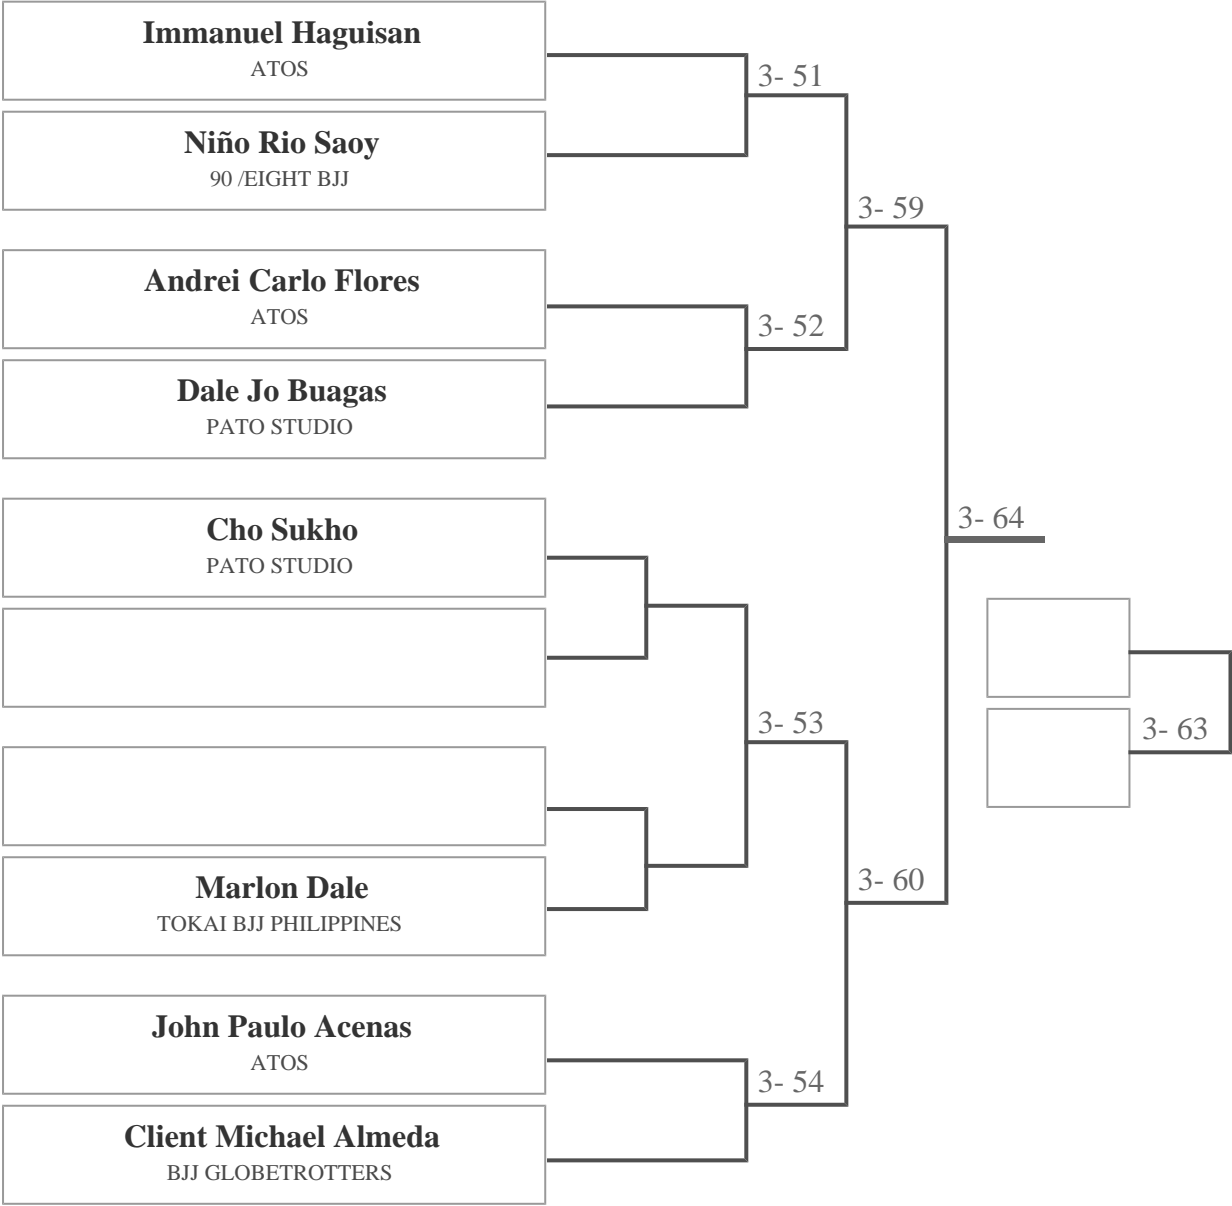 Immanuel Haguisan
ATOS
3- 51
Niño Rio Saoy
90 /EIGHT BJJ
3- 59
Andrei Carlo Flores
ATOS
3- 52
Dale Jo Buagas
PATO STUDIO
Cho Sukho
PATO STUDIO
3- 64
3- 53
3- 63
Marlon Dale
TOKAI BJJ PHILIPPINES
3- 60
John Paulo Acenas
ATOS
3- 54
Client Michael Almeda
BJJ GLOBETROTTERS